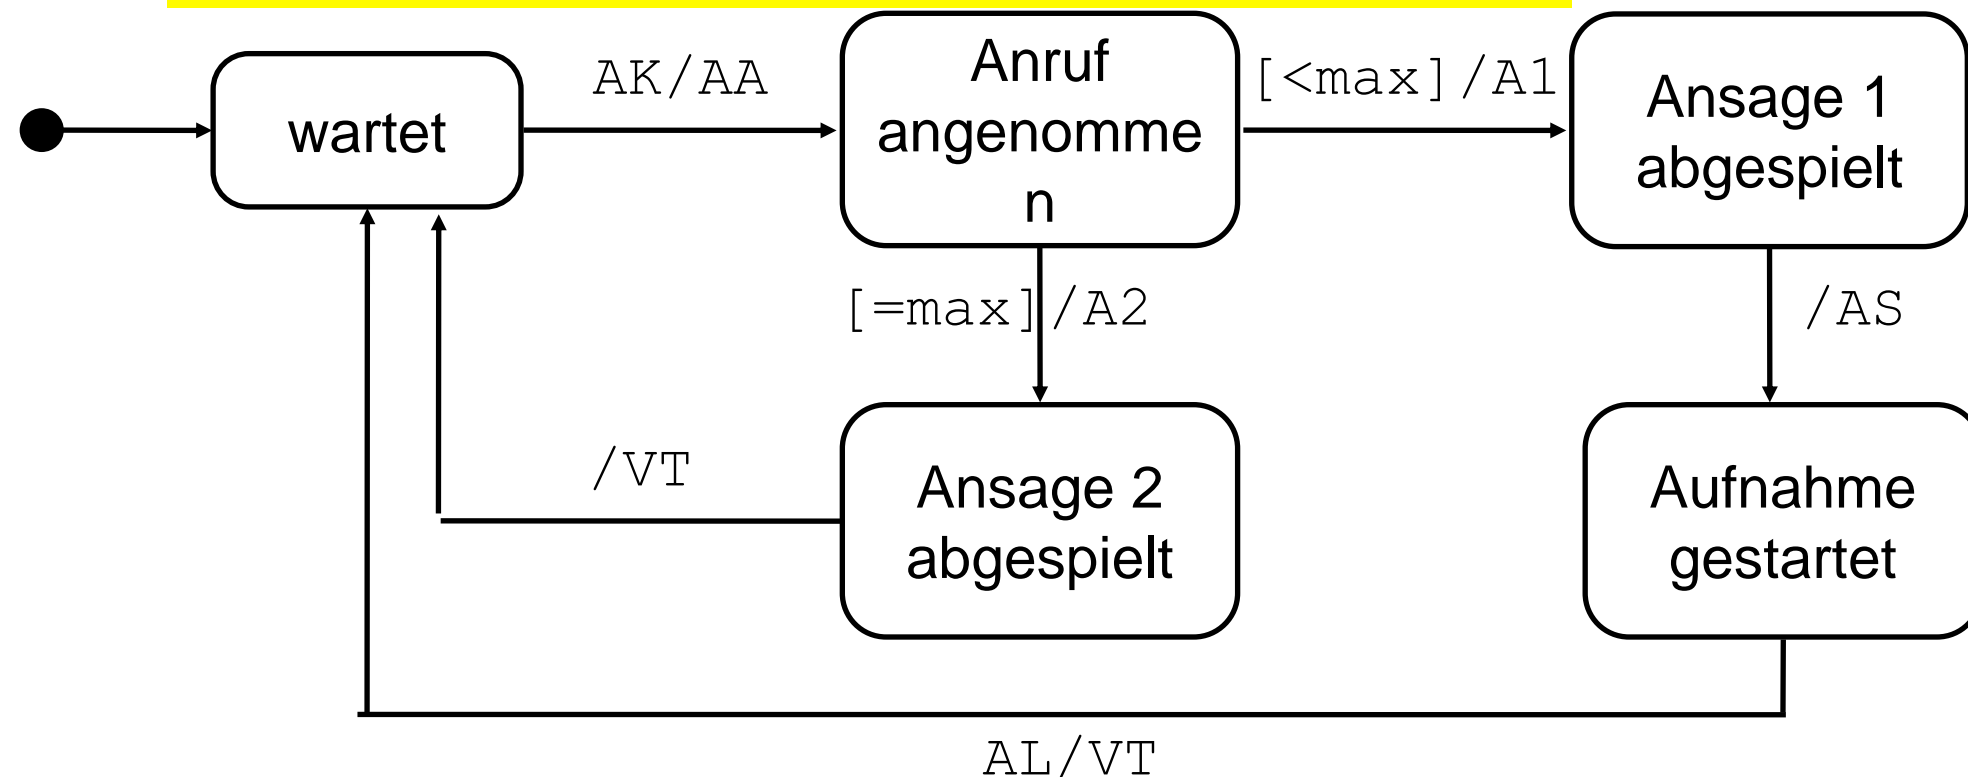 wartet
AK/AA
Anruf
angenomme
n
[<max]/A1
Ansage 1
abgespielt
[=max]/A2
/AS
/VT
Ansage 2
abgespielt
Aufnahme
gestartet
AL/VT